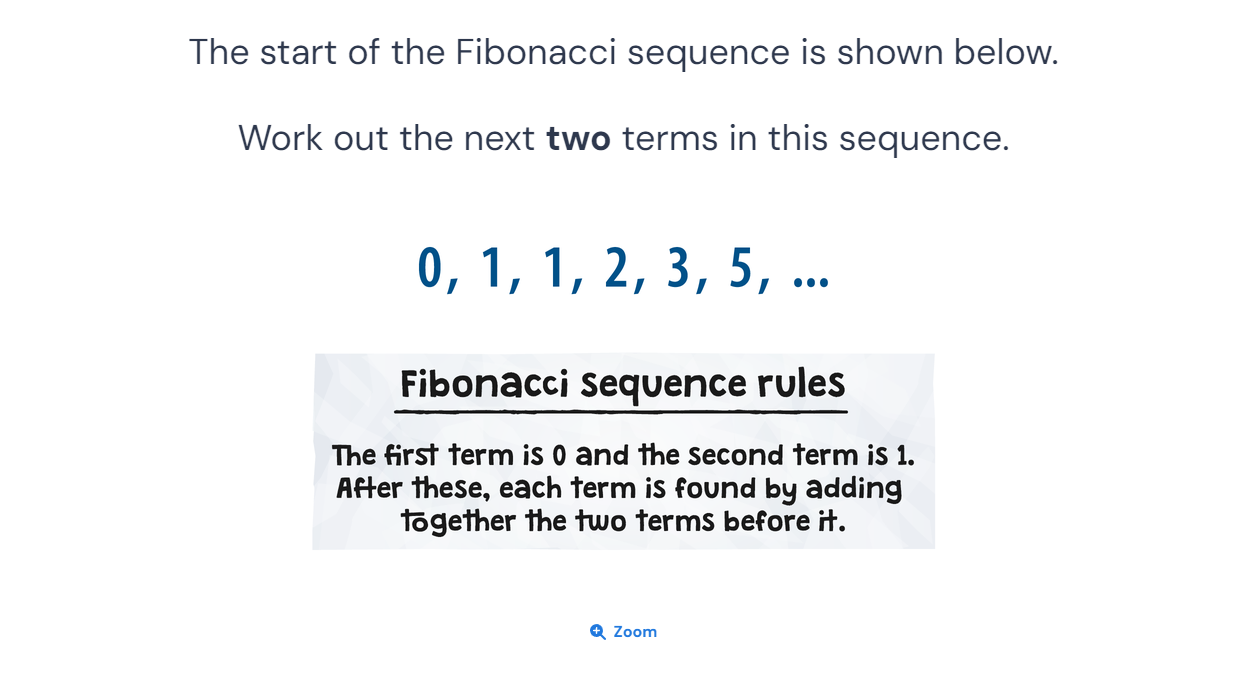 The start of the Fibonacci sequence is shown below.
Work out the next two terms in this sequence.
0, 1, 1, 2, 3, 5, ...
Fibonacci sequence rules
The first term is 0 and the second term is 1.
After these, each term is found by adding
together the two terms before it.
Zoom